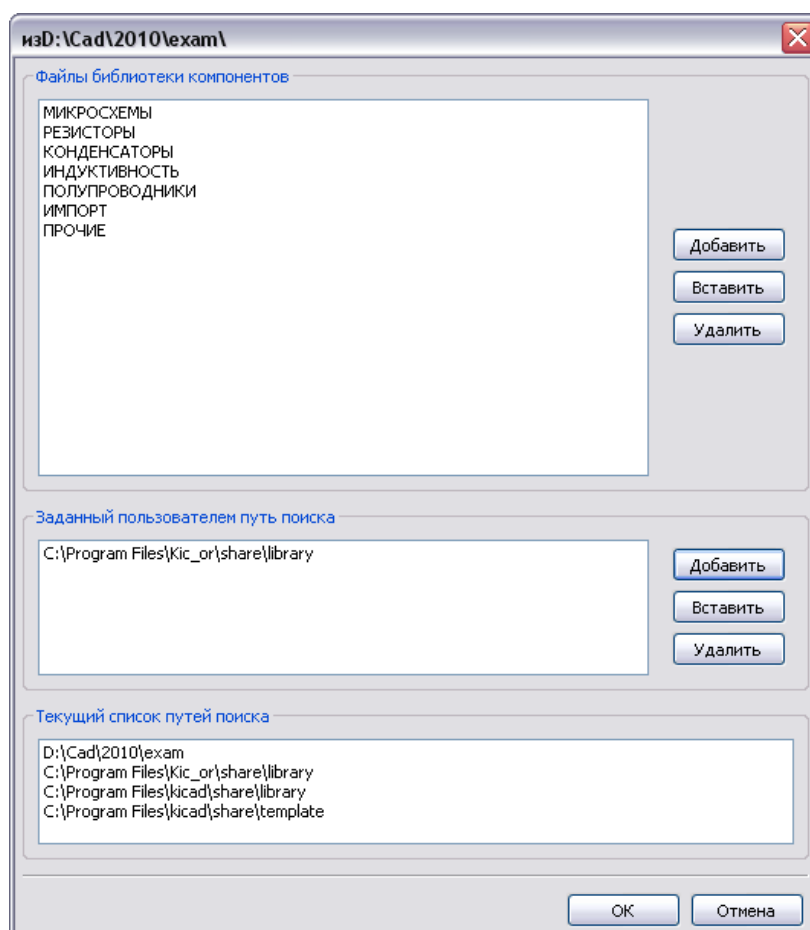 изD:\Cad\2010\exam\
Файлы библиотеки компонентов
МИКРОСХЕМЫ
РЕЗИСТОРЫ
КОНДЕНСАТОРЫ
ИНДУКТИВНОСТЬ
ПОЛУПРОВОДНИКИ
ИМПОРТ
ПРОЧИЕ
Добавить
Вставить
Удалить
Заданный пользователем путь поиска
C:\Program Files\Kic_or\share\library
Добавить
Вставить
Удалить
Текущий список путей поиска
D:\Cad\2010\exam
C:\Program Files\Kic_or\share\library
C:\Program Files\kicad\share\library
C:\Program Files\kicad\share\template
ОК Отмена